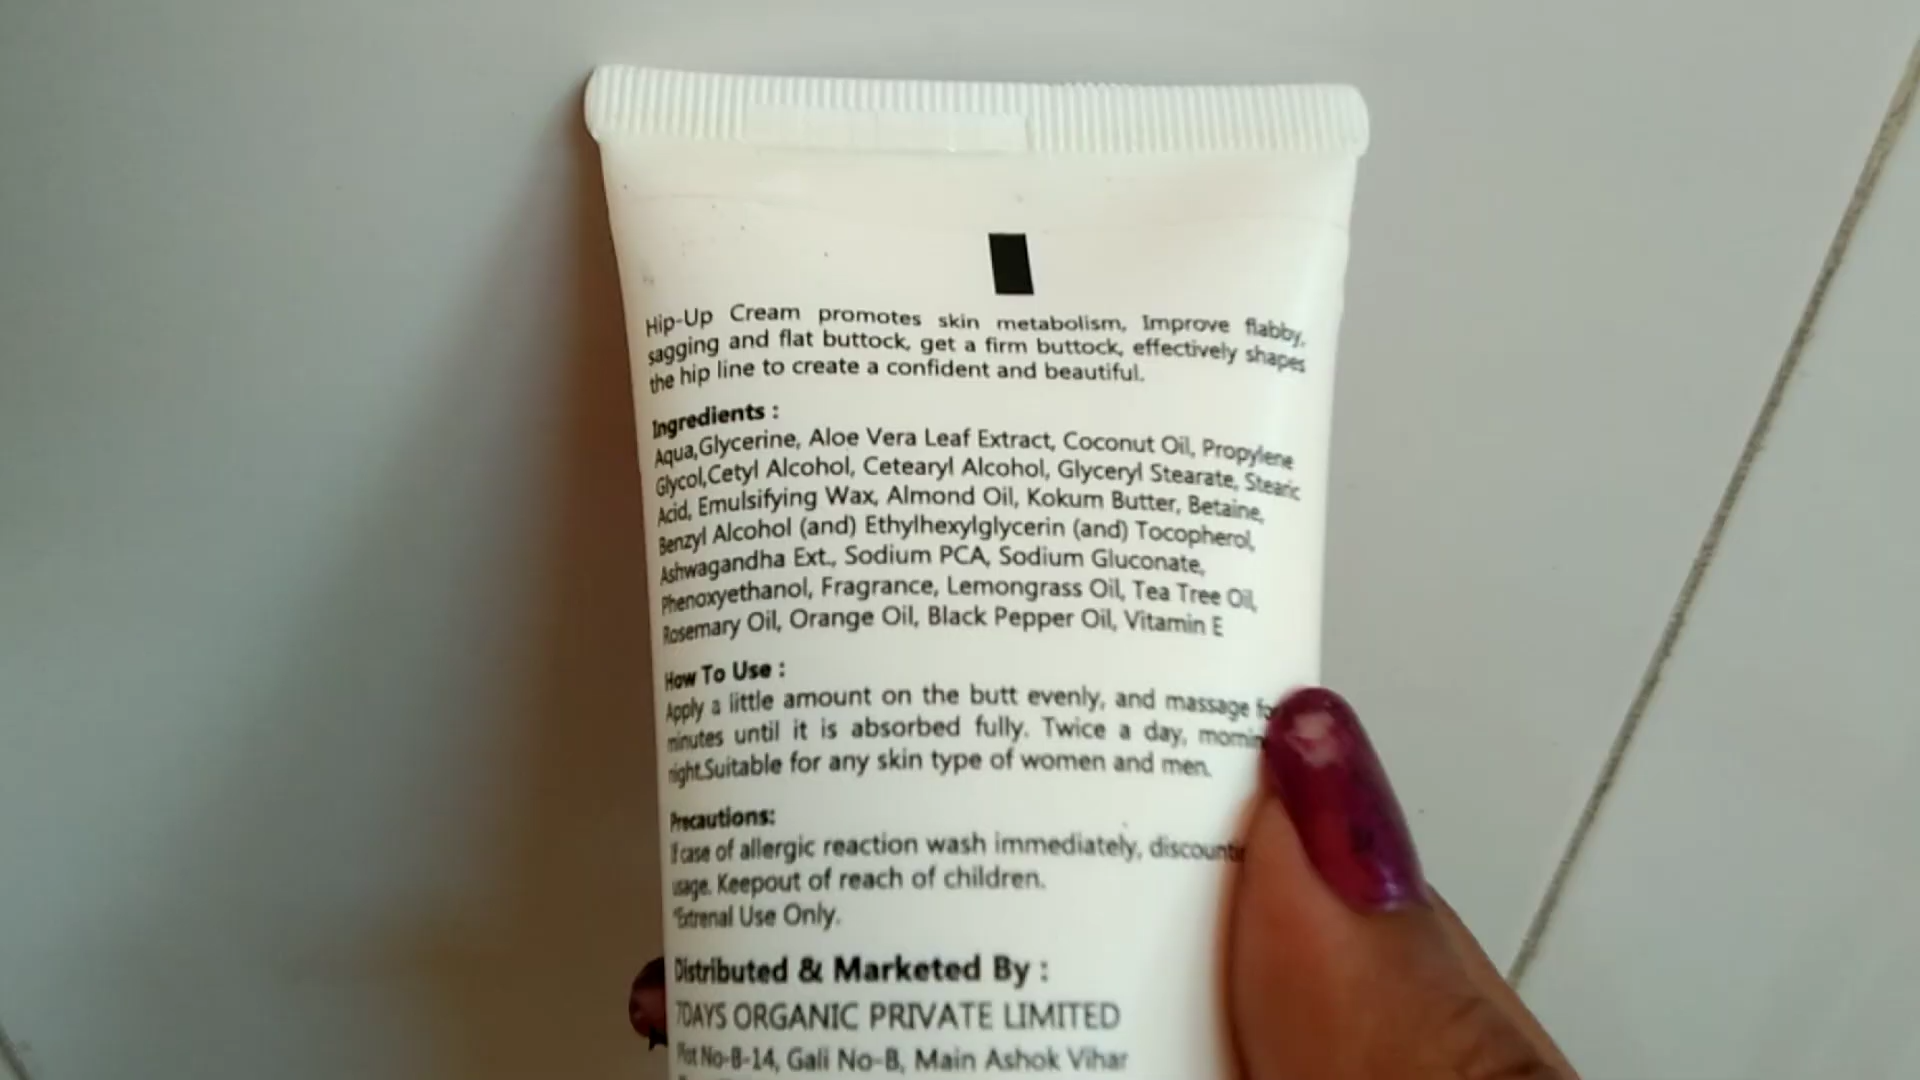 Hip-Up Cream promotes skin metabolism, Improve flabby,
sagging and flat buttock, get a firm buttock, effectively shapes
the hip line to create a confident and beautiful.
Ingredients :
Aqua,Glycerine, Aloe Vera Leaf Extract, Coconut Oil, Propylene
Glycol,Cetyl Alcohol, Cetearyl Alcohol, Glyceryl Stearate, Stearic
Acid, Emulsifying Wax, Almond Oil, Kokum Butter, Betaine,
Benzyl Alcohol (and) Ethylhexylglycerin (and) Tocopherol,
Ashwagandha Ext., Sodium PCA, Sodium Gluconate,
Phenoxyethanol, Fragrance, Lemongrass Oil, Tea Tree Oil,
Rosemary Oil, Orange Oil, Black Pepper Oil, Vitamin E
How To Use :
Apply a little amount on the butt evenly, and massage
minutes until it is absorbed fully. Twice a day,
night.Suitable for any skin type of women and men.
Precautions:
If case of allergic reaction wash immediately,
usage. Keepout of reach of children.
*Extrenal Use Only.
Distributed & Marketed By :
7DAYS ORGANIC PRIVATE LIMITED
Plot No-B-14, Gali No-B, Main Ashok Vihar